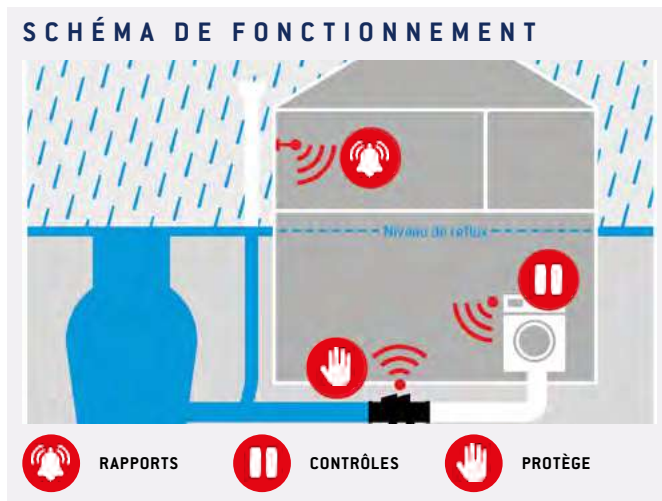 SCHÉMA DE FONCTIONNEMENT
Niveau de reflux
RAPPORTS
CONTRÔLES
PROTÈGE